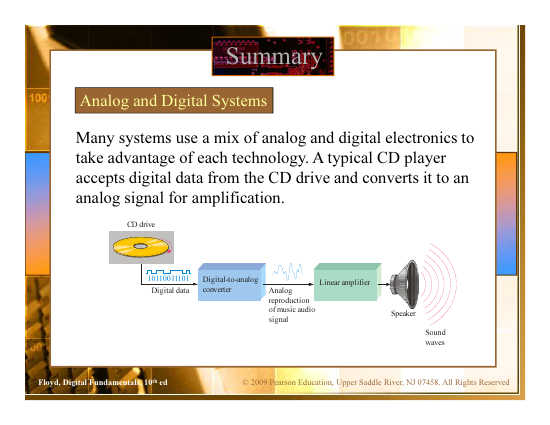 Summary
Analog and Digital Systems
Many systems use a mix of analog and digital electronics to
take advantage of each technology. A typical CD player
accepts digital data from the CD drive and converts it to an
analog signal for amplification.
CD drive
10110011101
Digital data
Digital-to-analog
converter
Analog
reproduction
of music audio
signal
Linear amplifier
Speaker
Sound
waves
Floyd, Digital Fundamentals, 10th ed
© 2009 Pearson Education, Upper Saddle River, NJ 07458. All Rights Reserved